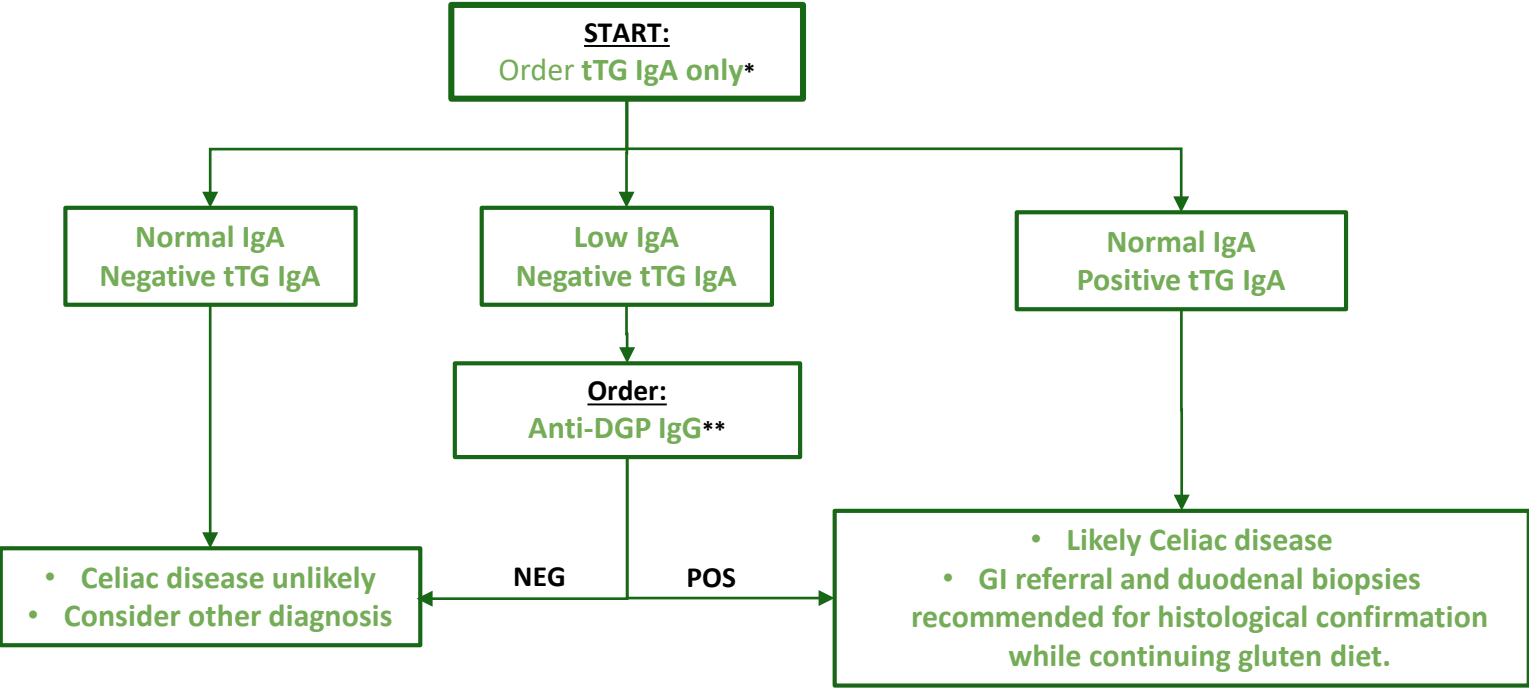 START:
Order tTG IgA only*
Normal IgA
Negative tTG IgA
Low IgA
Negative tTG IgA
Normal IgA
Positive tTG IgA
Order:
Anti-DGP IgG**
NEG
POS
• Celiac disease unlikely
• Consider other diagnosis
• Likely Celiac disease
• GI referral and duodenal biopsies
recommended for histological confirmation
while continuing gluten diet.